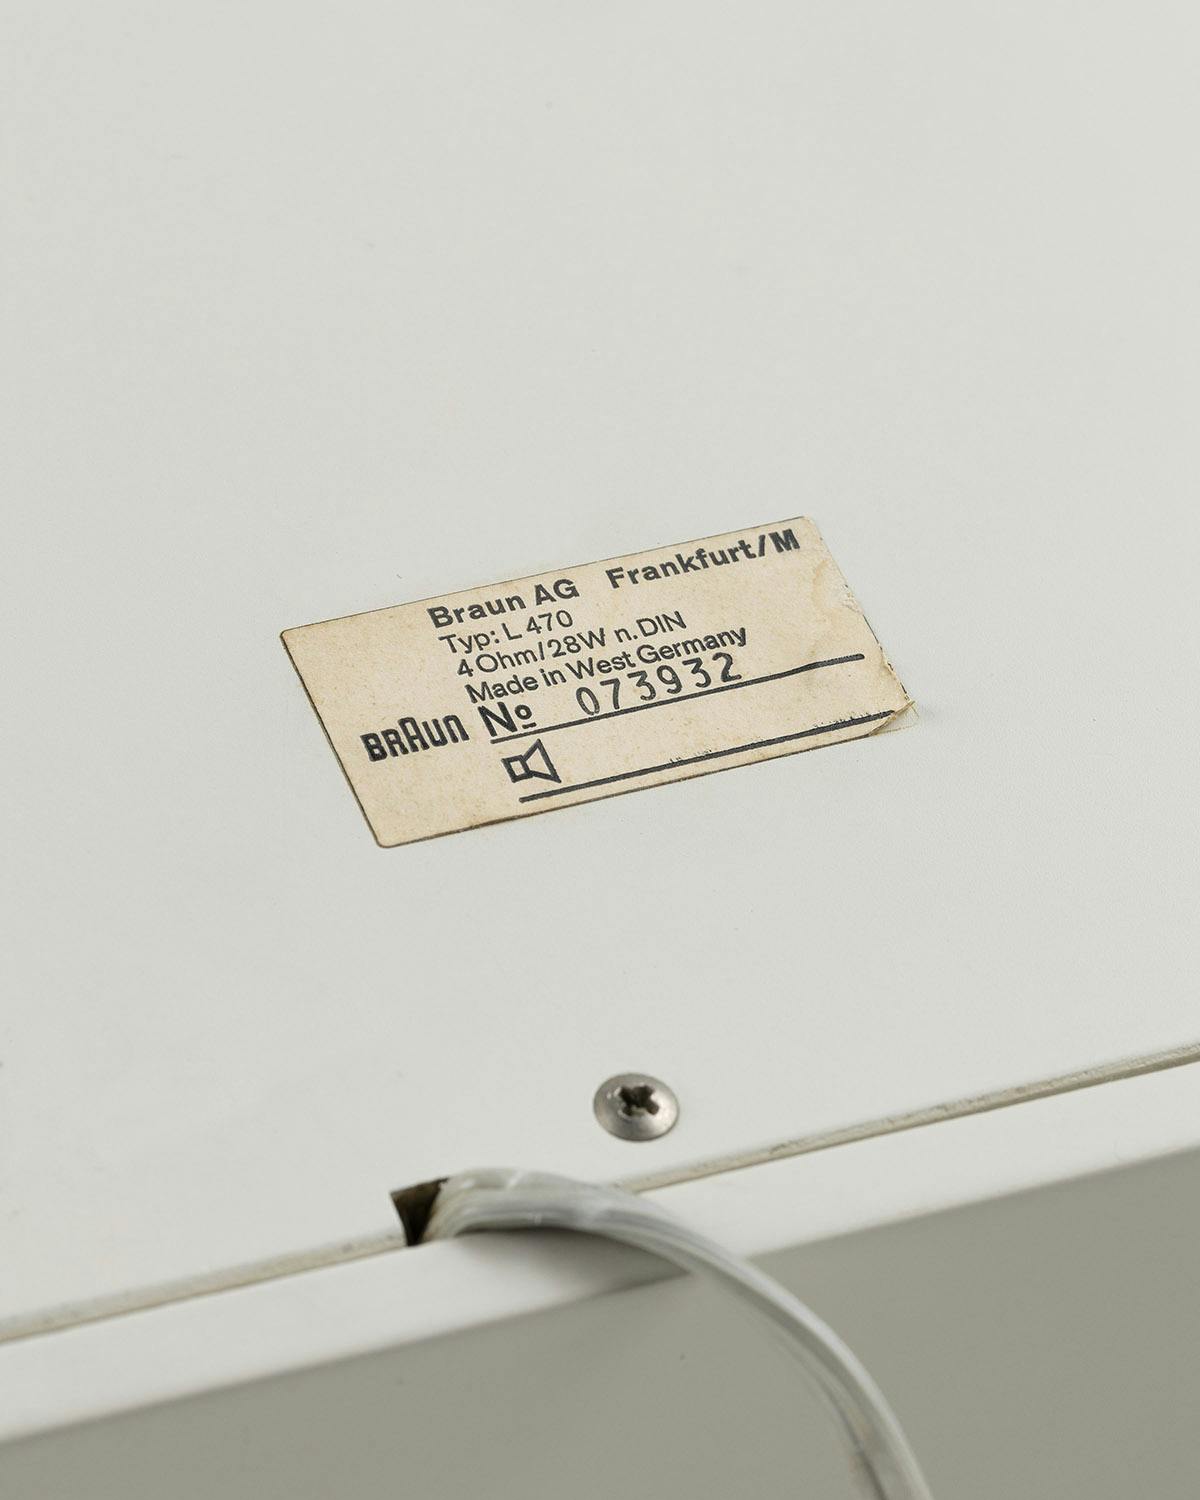 Braun AG Frankfurt/M
Typ: L 470
4 Ohm/28W n. DIN
Made in West Germany
BRAUN Nº 073932